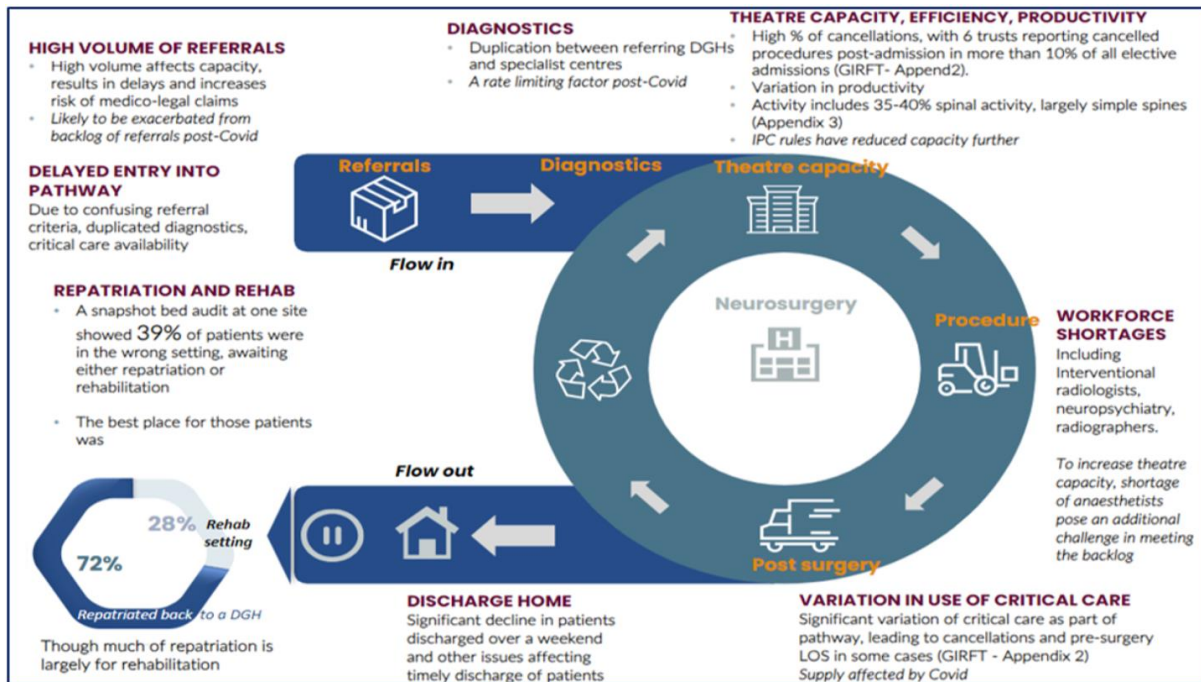 HIGH VOLUME OF REFERRALS
• High volume affects capacity,
results in delays and increases
risk of medico-legal claims
• Likely to be exacerbated from
backlog of referrals post-Covid
DIAGNOSTICS
• Duplication between referring DGHs
and specialist centres
• A rate limiting factor post-Covid
THEATRE CAPACITY, EFFICIENCY, PRODUCTIVITY
• High % of cancellations, with 6 trusts reporting cancelled
procedures post-admission in more than 10% of all elective
admissions (GIRFT- Append2).
• Variation in productivity
• Activity includes 35-40% spinal activity, largely simple spines
(Appendix 3)
• IPC rules have reduced capacity further
DELAYED ENTRY INTO
PATHWAY
Due to confusing referral
criteria, duplicated diagnostics,
critical care availability
Referrals
Diagnostics
Theatre capacity
Flow in
Neurosurgery
H
Procedure
REPATRIATION AND REHAB
• A snapshot bed audit at one site
showed 39% of patients were
in the wrong setting, awaiting
either repatriation or
rehabilitation
• The best place for those patients
was
WORKFORCE
SHORTAGES
Including
Interventional
radiologists,
neuropsychiatry,
radiographers.
To increase theatre
capacity, shortage
of anaesthetists
pose an additional
challenge in meeting
the backlog
Flow out
Post surgery
28%
Rehab
setting
72%
Repatriated back to a DGH
Though much of repatriation is
largely for rehabilitation
DISCHARGE HOME
Significant decline in patients
discharged over a weekend
and other issues affecting
timely discharge of patients
VARIATION IN USE OF CRITICAL CARE
Significant variation of critical care as part of
pathway, leading to cancellations and pre-surgery
LOS in some cases (GIRFT - Appendix 2)
Supply affected by Covid